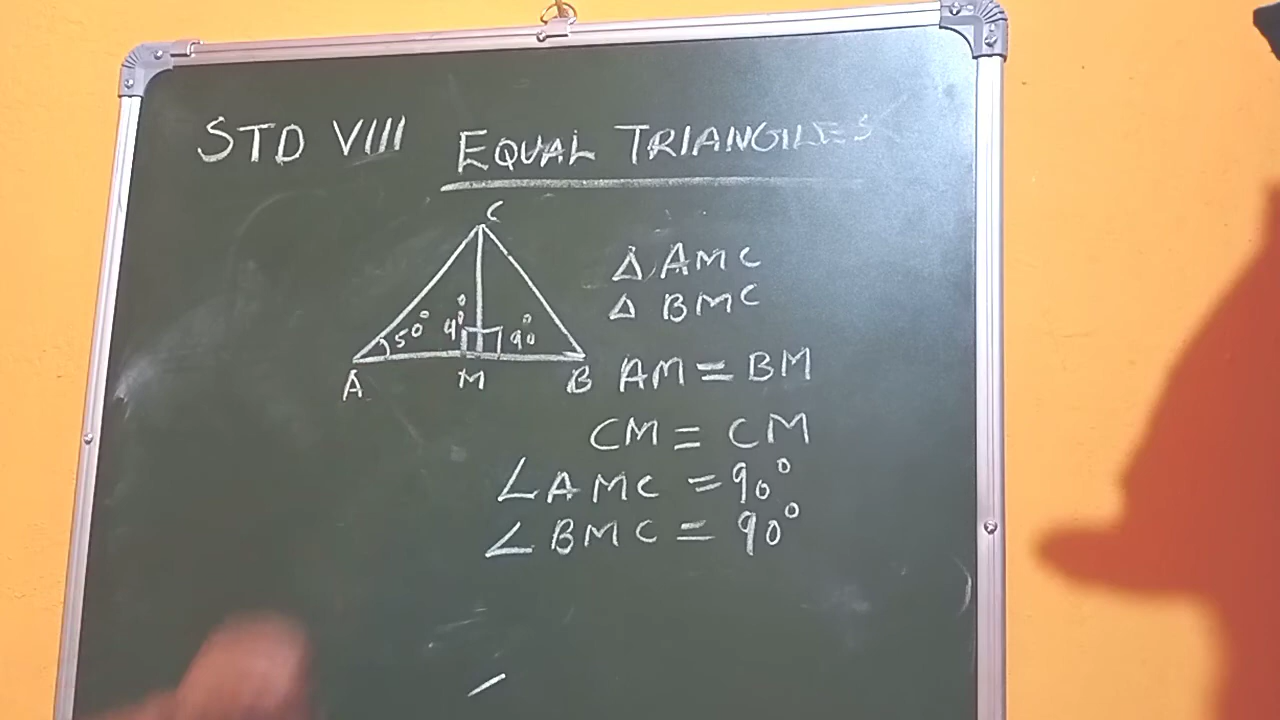 STD VIII EQUAL TRIANGLES
C
50° 90° 90°
A M B
△ AMC
△ BMC
AM = BM
CM = CM
∠AMC = 90°
∠BMC = 90°